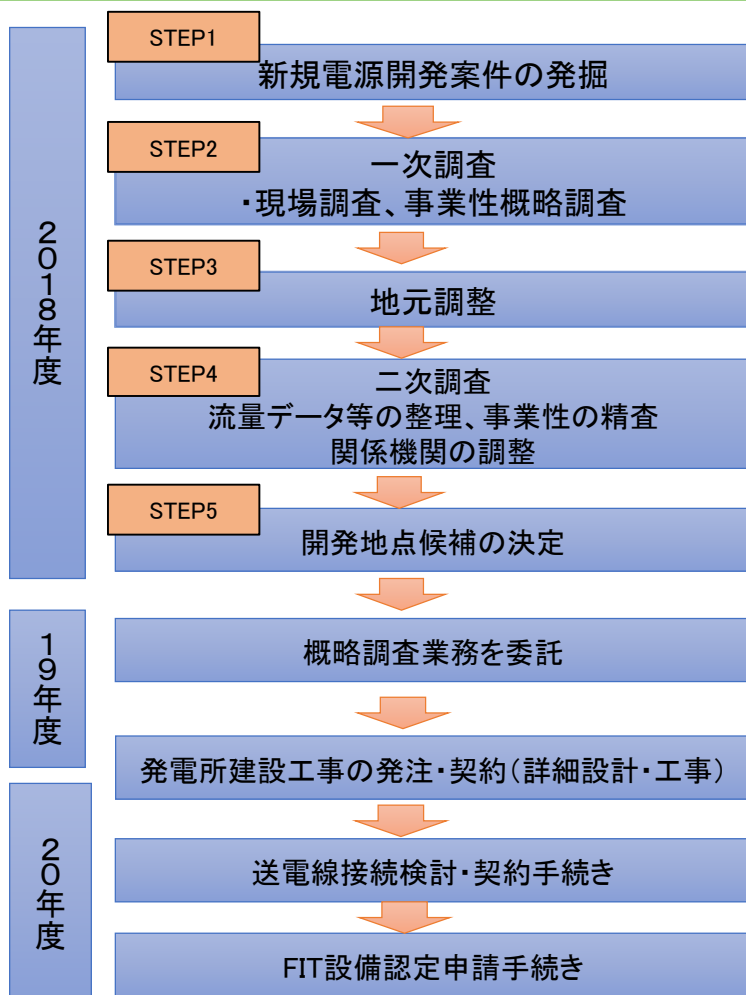 2018年度
STEP1
新規電源開発案件の発掘
STEP2
一次調査
・現場調査、事業性概略調査
STEP3
地元調整
STEP4
二次調査
流量データ等の整理、事業性の精査
関係機関の調整
STEP5
開発地点候補の決定
19年度
概略調査業務を委託
発電所建設工事の発注・契約（詳細設計・工事）
20年度
送電線接続検討・契約手続き
FIT設備認定申請手続き